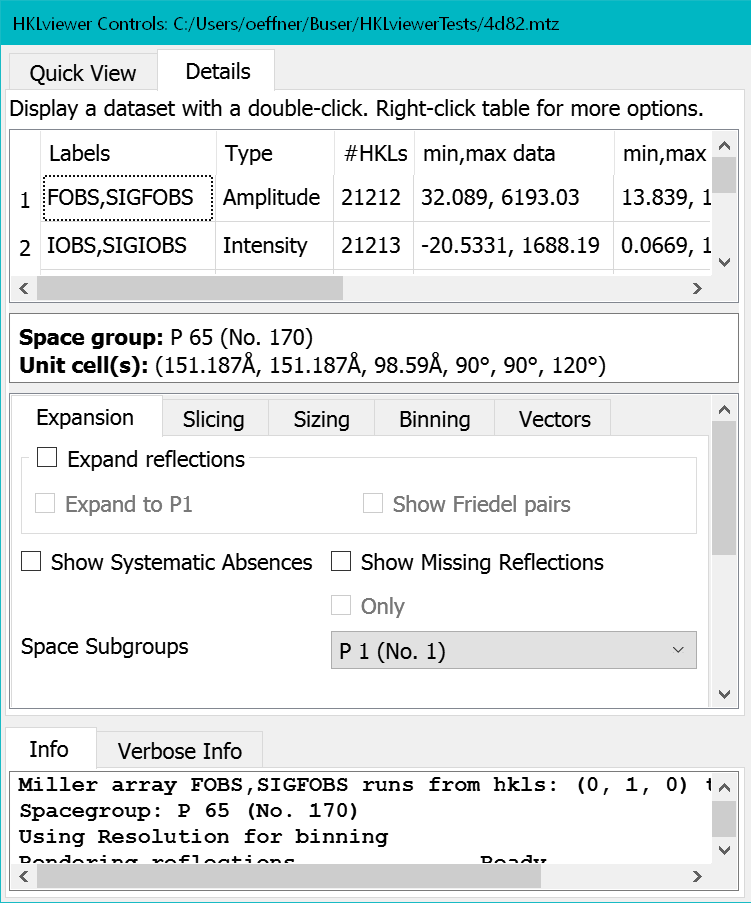 HKLviewer Controls: C:/Users/oeffner/Buser/HKLviewerTests/4d82.mtz
Quick View Details
Display a dataset with a double-click. Right-click table for more options.
Labels Type #HKLs min,max data min,max
1 FOBS,SIGFOBS Amplitude 21212 32.089, 6193.03 13.839, 1
2 IOBS,SIGIOBS Intensity 21213 -20.5331, 1688.19 0.0669, 1
Space group: P 65 (No. 170)
Unit cell(s): (151.187Å, 151.187Å, 98.59Å, 90°, 90°, 120°)
Expansion Slicing Sizing Binning Vectors
Expand reflections
Expand to P1 Show Friedel pairs
Show Systematic Absences Show Missing Reflections
Only
Space Subgroups P 1 (No. 1)
Info Verbose Info
Miller array FOBS,SIGFOBS runs from hkls: (0, 1, 0) t
Spacegroup: P 65 (No. 170)
Using Resolution for binning
Rendering reflections Ready